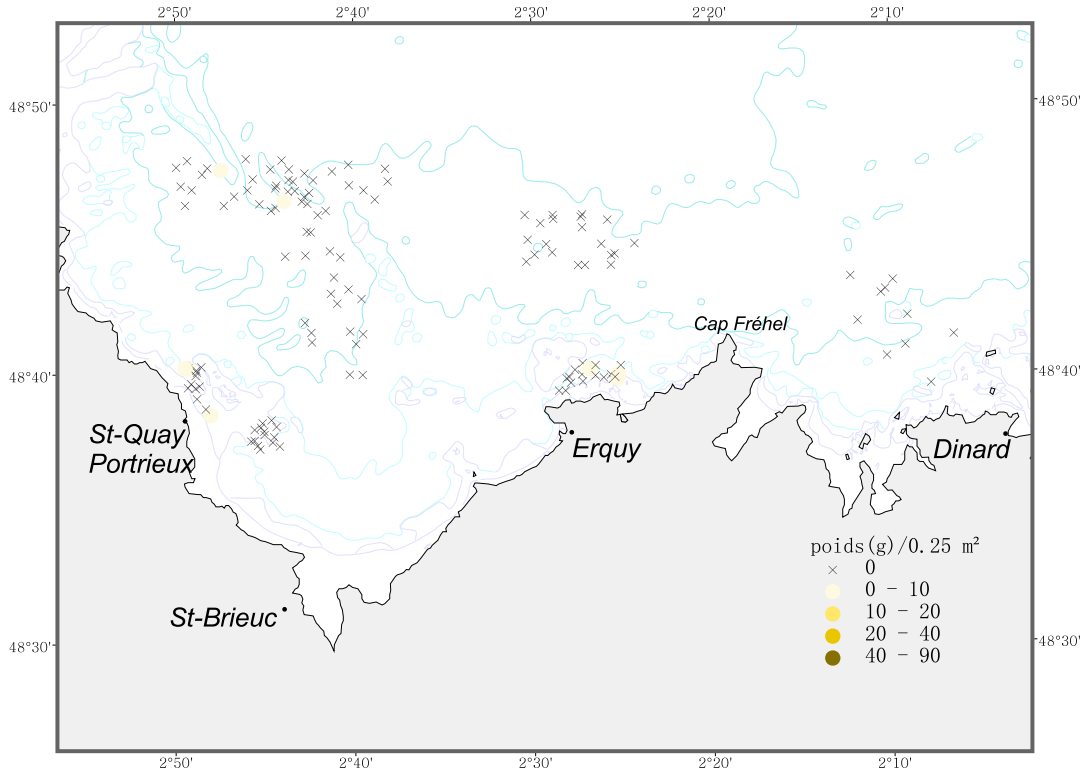 2°50' 2°40' 2°30' 2°20' 2°10'
48°50' 48°50'
Cap Fréhel
48°40' 48°40'
St-Quay
Portrieux
Erquy
Dinard
poids(g)/0.25 m²
0
0 - 10
10 - 20
20 - 40
40 - 90
St-Brieuc
48°30' 48°30'
2°50' 2°40' 2°30' 2°20' 2°10'